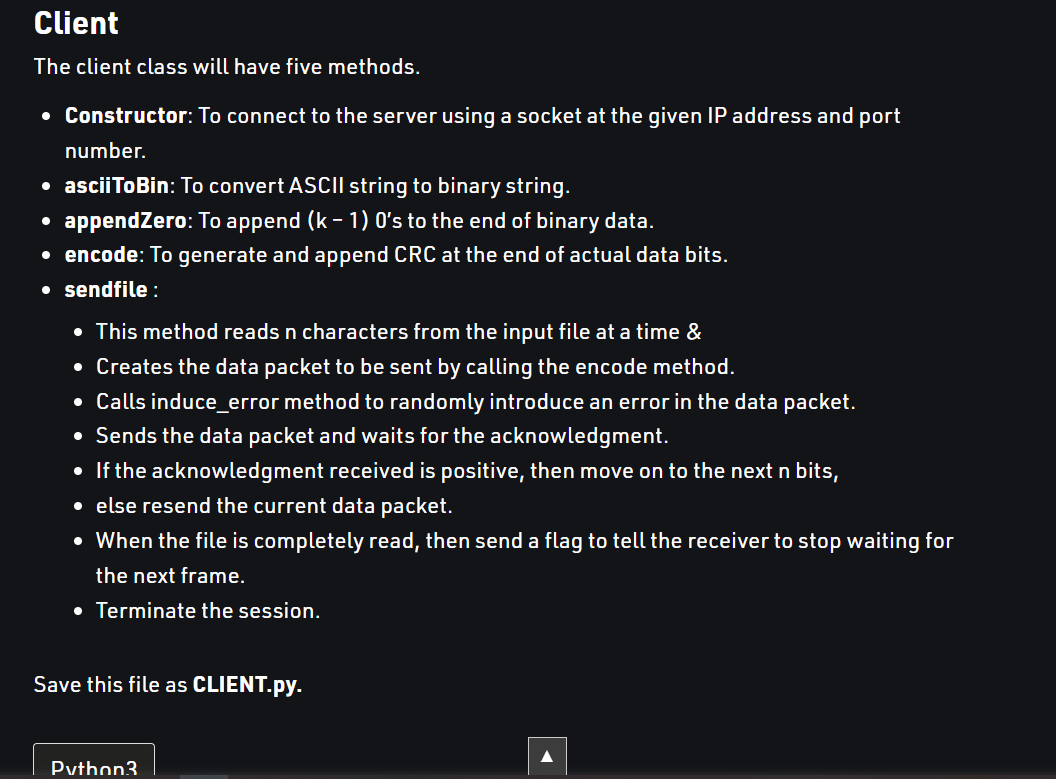 Client
The client class will have five methods.
Constructor: To connect to the server using a socket at the given IP address and port
number.
asciiToBin: To convert ASCII string to binary string.
appendZero: To append (k – 1) 0’s to the end of binary data.
encode: To generate and append CRC at the end of actual data bits.
sendfile :
This method reads n characters from the input file at a time &
Creates the data packet to be sent by calling the encode method.
Calls induce_error method to randomly introduce an error in the data packet.
Sends the data packet and waits for the acknowledgment.
If the acknowledgment received is positive, then move on to the next n bits,
else resend the current data packet.
When the file is completely read, then send a flag to tell the receiver to stop waiting for
the next frame.
Terminate the session.
Save this file as CLIENT.py.
Python3